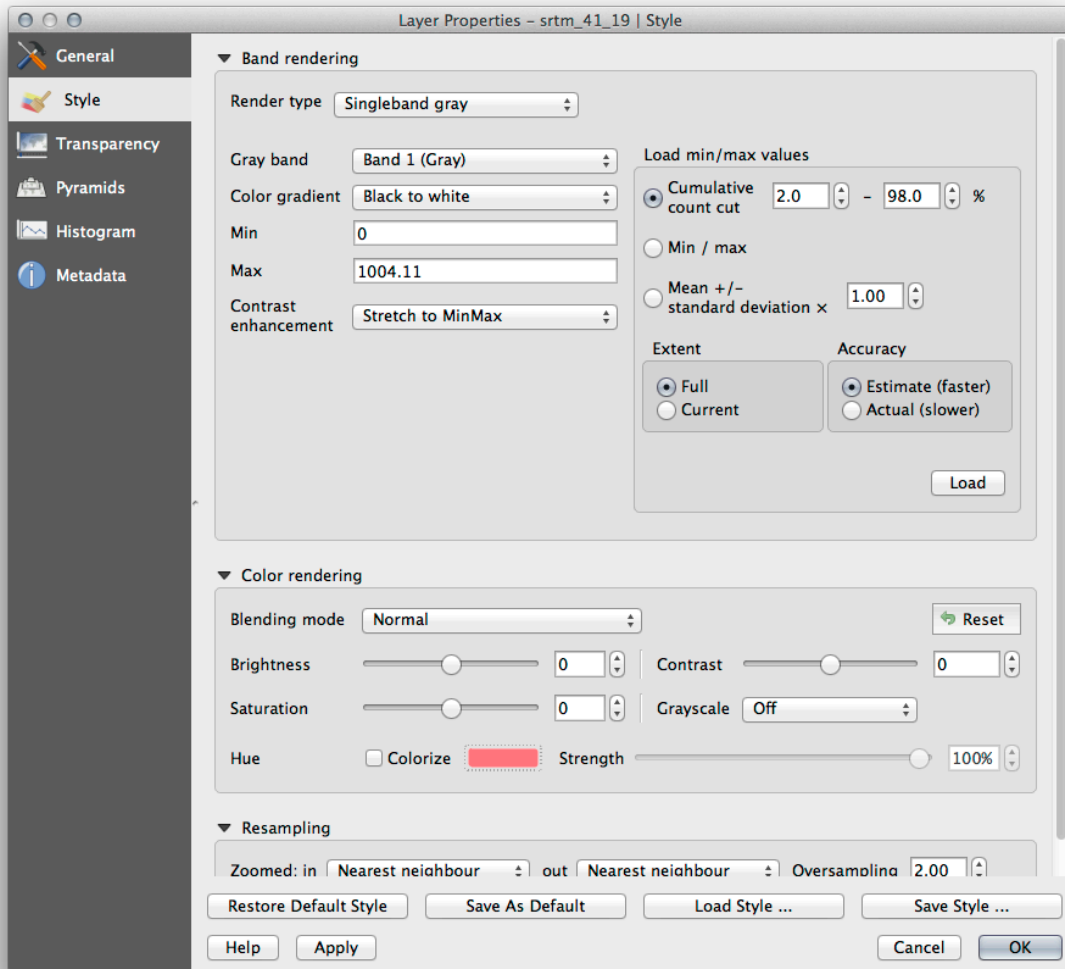 Layer Properties – srtm_41_19 | Style
General
Style
Transparency
Pyramids
Histogram
Metadata
Band rendering
Render type Singleband gray
Gray band Band 1 (Gray)
Color gradient Black to white
Min 0
Max 1004.11
Contrast
enhancement Stretch to MinMax
Load min/max values
Cumulative
count cut 2.0 – 98.0 %
Min / max
Mean +/–
standard deviation × 1.00
Extent
Full
Current
Accuracy
Estimate (faster)
Actual (slower)
Load
Color rendering
Blending mode Normal Reset
Brightness 0 Contrast 0
Saturation 0 Grayscale Off
Hue Colorize Strength 100%
Resampling
Zoomed: in Nearest neighbour out Nearest neighbour Oversampling 2.00
Restore Default Style Save As Default Load Style ... Save Style ...
Help Apply Cancel OK